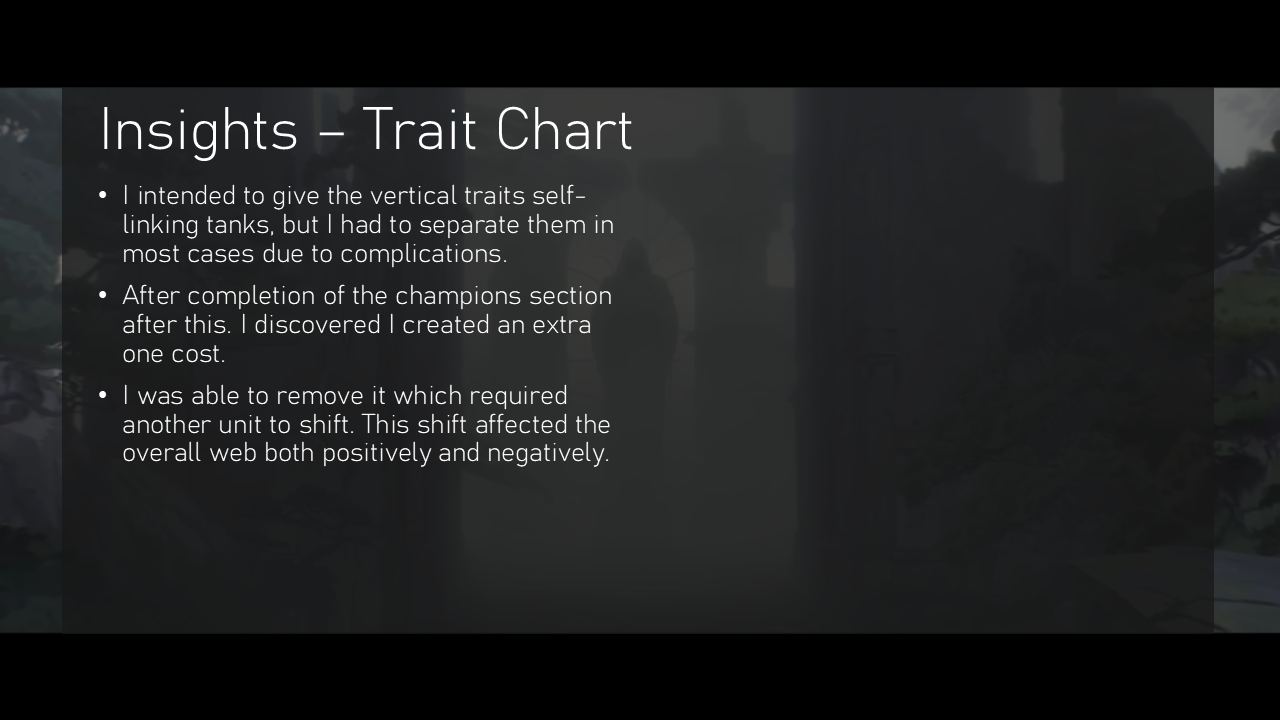 Insights – Trait Chart
• I intended to give the vertical traits self-
linking tanks, but I had to separate them in
most cases due to complications.
• After completion of the champions section
after this. I discovered I created an extra
one cost.
• I was able to remove it which required
another unit to shift. This shift affected the
overall web both positively and negatively.